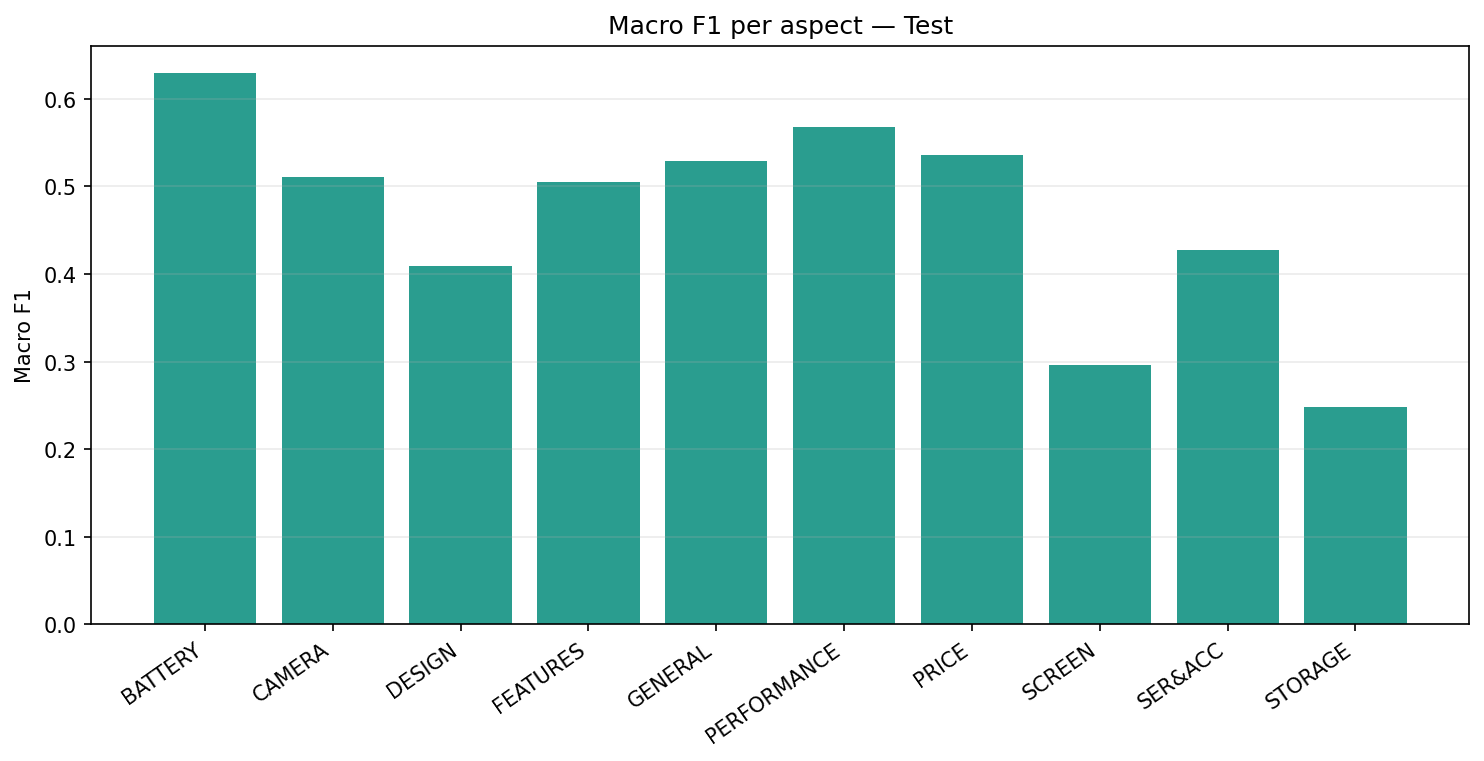 Macro F1 per aspect — Test
Macro F1
0.6
0.5
0.4
0.3
0.2
0.1
0.0
BATTERY
CAMERA
DESIGN
FEATURES
GENERAL
PERFORMANCE
PRICE
SCREEN
SER&ACC
STORAGE